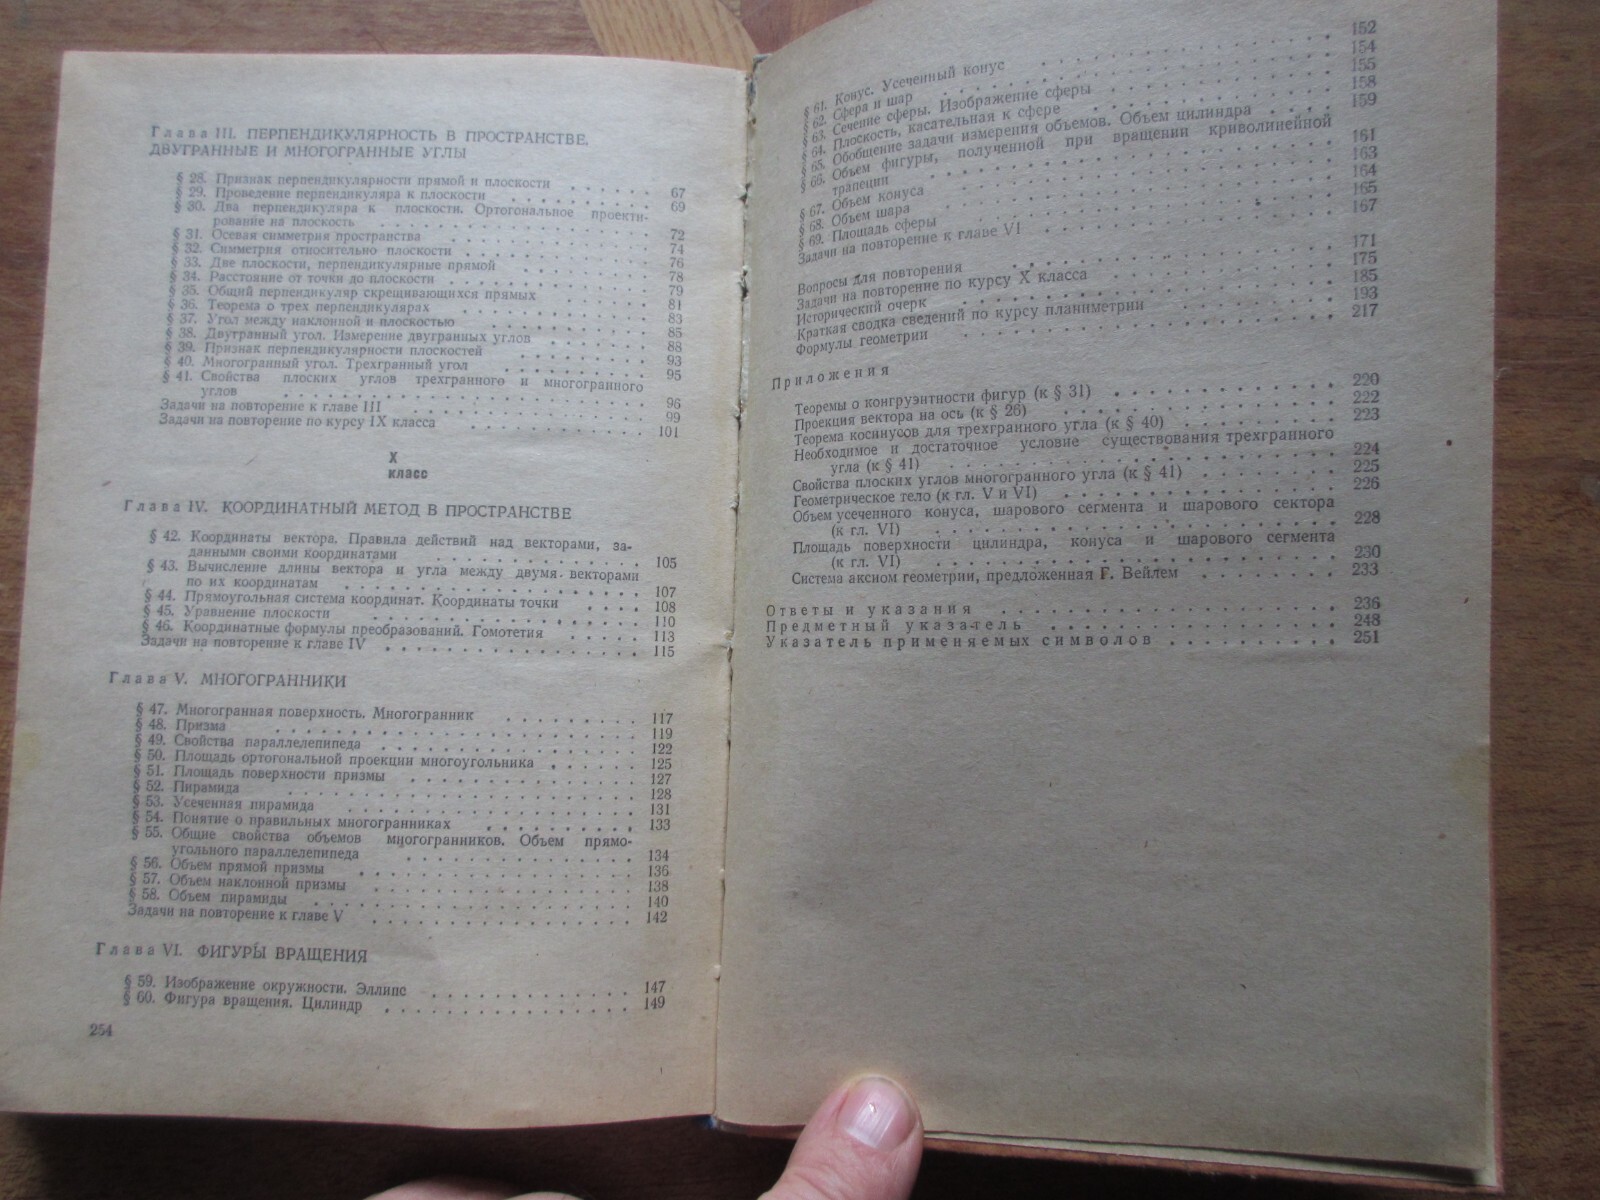 Глава III. ПЕРПЕНДИКУЛЯРНОСТЬ В ПРОСТРАНСТВЕ.
ДВУГРАННЫЕ И МНОГОГРАННЫЕ УГЛЫ
§ 28. Признак перпендикулярности прямой и плоскости . . . . . . 67
§ 29. Проведение перпендикуляра к плоскости . . . . . . 69
§ 30. Два перпендикуляра к плоскости. Ортогональное проекти-
рование на плоскость . . . . . . 72
§ 31. Осевая симметрия пространства . . . . . . 74
§ 32. Симметрия относительно плоскости . . . . . . 76
§ 33. Две плоскости, перпендикулярные прямой . . . . . . 78
§ 34. Расстояние от точки до плоскости . . . . . . 79
§ 35. Общий перпендикуляр скрещивающихся прямых . . . . . . 81
§ 36. Теорема о трех перпендикулярах . . . . . . 83
§ 37. Угол между наклонной и плоскостью . . . . . . 85
§ 38. Двугранный угол. Измерение двугранных углов . . . . . . 88
§ 39. Признак перпендикулярности плоскостей . . . . . . 93
§ 40. Многогранный угол. Трехгранный угол . . . . . . 95
§ 41. Свойства плоских углов трехгранного и многогранного
углов . . . . . . 96
Задачи на повторение к главе III . . . . . . 99
Задачи на повторение по курсу IX класса . . . . . . 101
X
класс
Глава IV. КООРДИНАТНЫЙ МЕТОД В ПРОСТРАНСТВЕ
§ 42. Координаты вектора. Правила действий над векторами, за-
данными своими координатами . . . . . . 105
§ 43. Вычисление длины вектора и угла между двумя векторами
по их координатам . . . . . . 107
§ 44. Прямоугольная система координат. Координаты точки . . . . 108
§ 45. Уравнение плоскости . . . . . . 110
§ 46. Координатные формулы преобразований. Гомотетия . . . . . 113
Задачи на повторение к главе IV . . . . . . 115
Глава V. МНОГОГРАННИКИ
§ 47. Многогранная поверхность. Многогранник . . . . . . 117
§ 48. Призма . . . . . . 119
§ 49. Свойства параллелепипеда . . . . . . 122
§ 50. Площадь ортогональной проекции многоугольника . . . . . . 125
§ 51. Площадь поверхности призмы . . . . . . 127
§ 52. Пирамида . . . . . . 128
§ 53. Усеченная пирамида . . . . . . 131
§ 54. Понятие о правильных многогранниках . . . . . . 133
§ 55. Общие свойства объемов многогранников. Объем прямо-
угольного параллелепипеда . . . . . . 134
§ 56. Объем прямой призмы . . . . . . 136
§ 57. Объем наклонной призмы . . . . . . 138
§ 58. Объем пирамиды . . . . . . 140
Задачи на повторение к главе V . . . . . . 142
Глава VI. ФИГУРЫ ВРАЩЕНИЯ
§ 59. Изображение окружности. Эллипс . . . . . . 147
§ 60. Фигура вращения. Цилиндр . . . . . . 149
254
§ 61. Конус. Усеченный конус . . . . . . 152
§ 62. Сфера и шар . . . . . . 154
§ 63. Сечение сферы. Изображение сферы . . . . . . 155
§ 64. Плоскость, касательная к сфере . . . . . . 158
§ 65. Обобщение задачи измерения объемов. Объем цилиндра . . . . 159
§ 66. Объем фигуры, полученной при вращении криволинейной
трапеции . . . . . . 161
§ 67. Объем конуса . . . . . . 163
§ 68. Объем шара . . . . . . 164
§ 69. Площадь сферы . . . . . . 165
Задачи на повторение к главе VI . . . . . . 167
Вопросы для повторения . . . . . . 171
Задачи на повторение по курсу X класса . . . . . . 175
Исторический очерк . . . . . . 185
Краткая сводка сведений по курсу планиметрии . . . . . . 193
Формулы геометрии . . . . . . 217
Приложения
Теоремы о конгруэнтности фигур (к § 31) . . . . . . 220
Проекция вектора на ось (к § 26) . . . . . . 222
Теорема косинусов для трехгранного угла (к § 40) . . . . . . 223
Необходимое и достаточное условие существования трехгранного
угла (к § 41) . . . . . . 224
Свойства плоских углов многогранного угла (к § 41) . . . . . . 225
Геометрическое тело (к гл. V и VI) . . . . . . 226
Объем усеченного конуса, шарового сегмента и шарового сектора
(к гл. VI) . . . . . . 228
Площадь поверхности цилиндра, конуса и шарового сегмента
(к гл. VI) . . . . . . 230
Система аксиом геометрии, предложенная Г. Вейлем . . . . . . 233
Ответы и указания . . . . . . 236
Предметный указатель . . . . . . 248
Указатель применяемых символов . . . . . . 251